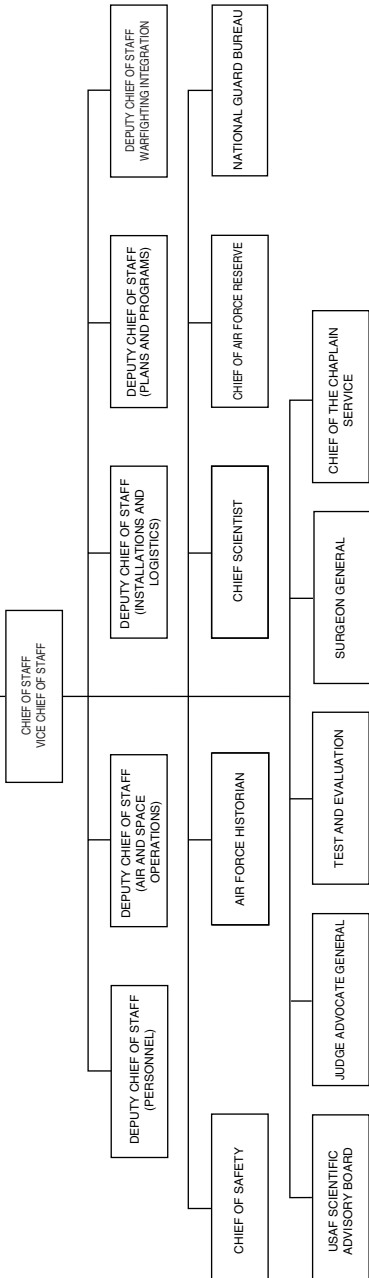 CHIEF OF STAFF
VICE CHIEF OF STAFF
DEPUTY CHIEF OF STAFF
(PERSONNEL)
DEPUTY CHIEF OF STAFF
(AIR AND SPACE
OPERATIONS)
DEPUTY CHIEF OF STAFF
(INSTALLATIONS AND
LOGISTICS)
DEPUTY CHIEF OF STAFF
(PLANS AND PROGRAMS)
DEPUTY CHIEF OF STAFF
WARFIGHTING INTEGRATION
CHIEF OF SAFETY
AIR FORCE HISTORIAN
CHIEF SCIENTIST
CHIEF OF AIR FORCE RESERVE
NATIONAL GUARD BUREAU
USAF SCIENTIFIC
ADVISORY BOARD
JUDGE ADVOCATE GENERAL
TEST AND EVALUATION
SURGEON GENERAL
CHIEF OF THE CHAPLAIN
SERVICE